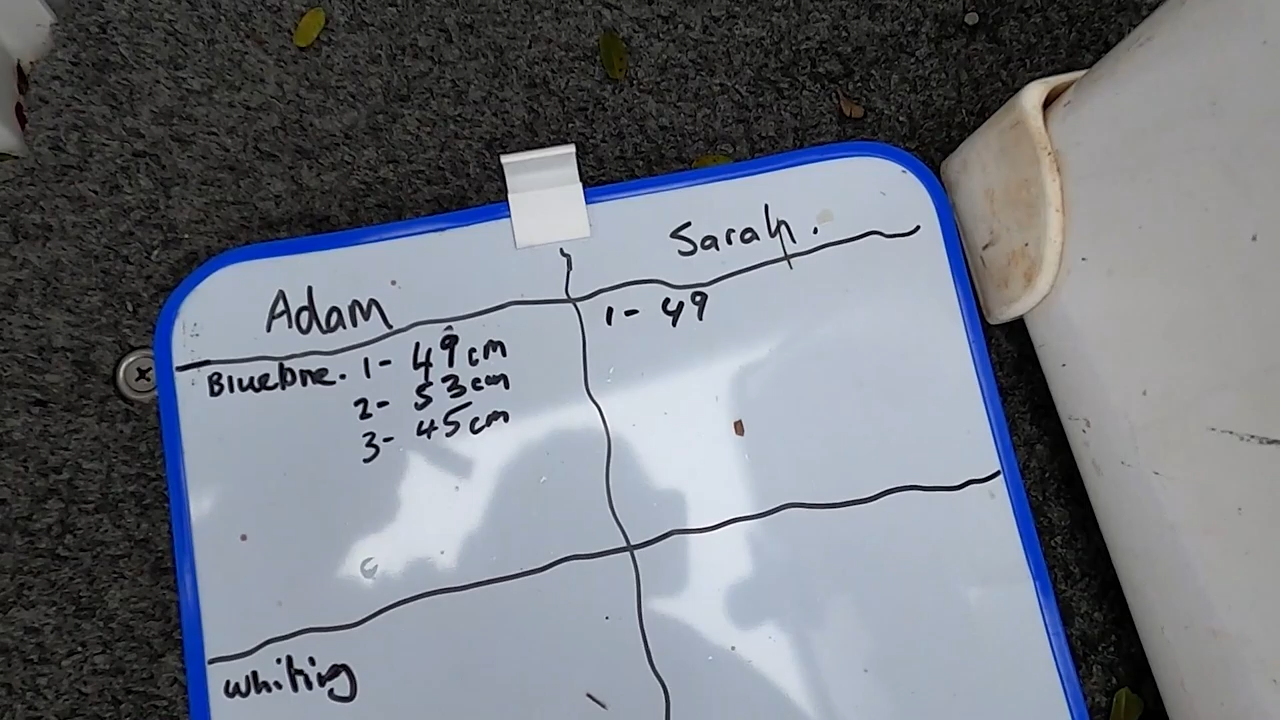 Adam
Sarah.
Bluebne. 1- 49cm
2- 53cm
3- 45cm
1- 49
whiting